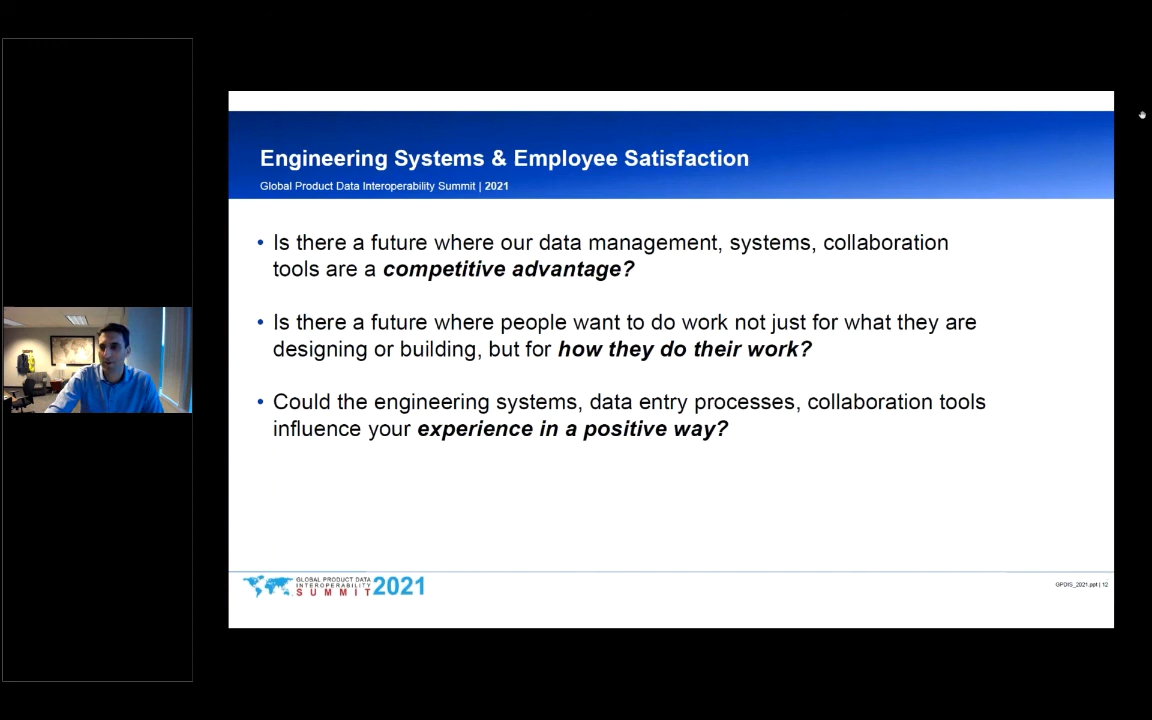 Engineering Systems & Employee Satisfaction
Global Product Data Interoperability Summit | 2021
• Is there a future where our data management, systems, collaboration
tools are a competitive advantage?
• Is there a future where people want to do work not just for what they are
designing or building, but for how they do their work?
• Could the engineering systems, data entry processes, collaboration tools
influence your experience in a positive way?
GLOBAL PRODUCT DATA
INTEROPERABILITY
SUMMIT 2021
GPDIS_2021.ppt | 12